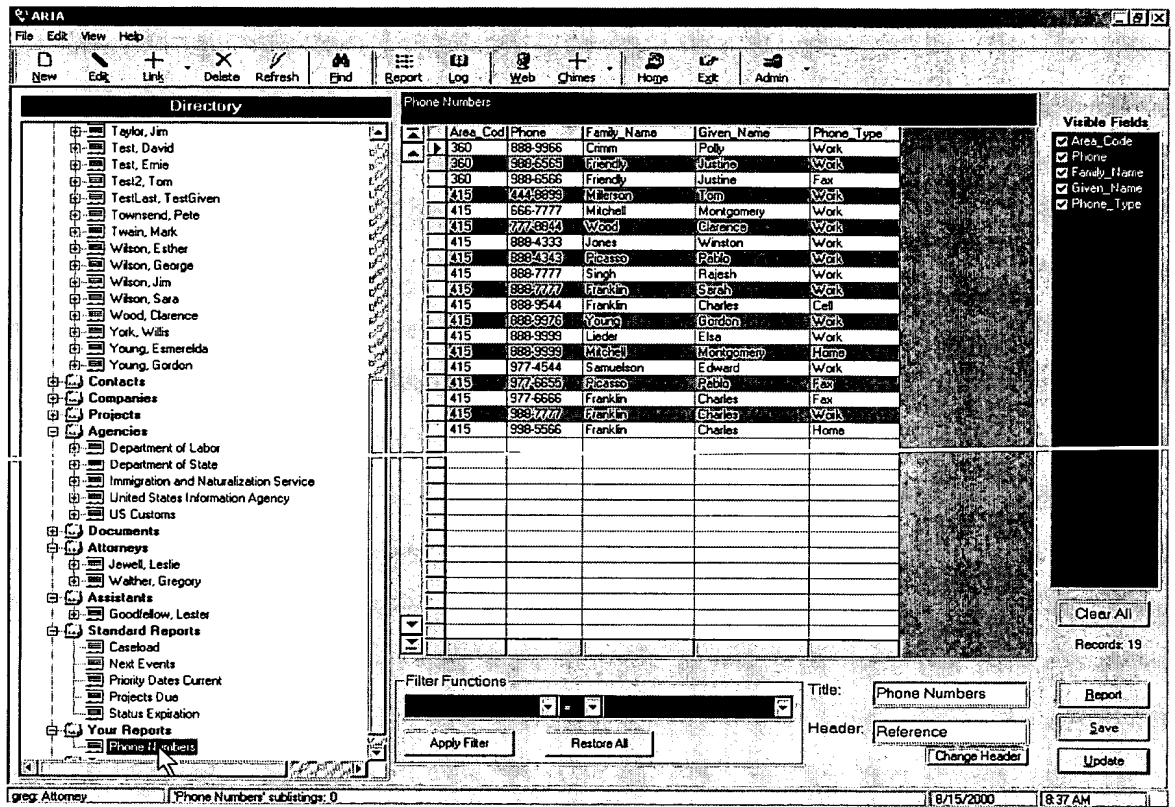 ARIA
File Edit View Help
New Edit Link Delete Refresh Find Report Log Web Chimes Home Exit Admin
Directory
Taylor, Jim
Test, David
Test, Ernie
Test2, Tom
TestLast, TestGiven
Townsend, Pete
Twain, Mark
Wilson, Esther
Wilson, George
Wilson, Jim
Wilson, Sara
Wood, Clarence
York, Willis
Young, Esmerelda
Young, Gordon
Contacts
Companies
Projects
Agencies
Department of Labor
Department of State
Immigration and Naturalization Service
United States Information Agency
US Customs
Documents
Attorneys
Jewell, Leslie
Walther, Gregory
Assistants
Goodfellow, Lester
Standard Reports
Caseload
Next Events
Priority Dates Current
Projects Due
Status Expiration
Your Reports
Phone Numbers
Phone Numbers
Area_Cod Phone Family_Name Given_Name Phone_Type
360 888-9966 Crimm Polly Work
360 988-6565 Friendly Justine Work
360 988-6566 Friendly Justine Fax
415 444-8899 Millerson Tom Work
415 666-7777 Mitchell Montgomery Work
415 777-8844 Wood Clarence Work
415 888-4333 Jones Winston Work
415 888-4343 Picasso Pablo Work
415 888-7777 Singh Rajesh Work
415 888-7777 Franklin Sarah Work
415 888-9544 Franklin Charles Cell
415 888-9976 Young Gordon Work
415 888-9999 Lieder Elsa Work
415 888-9999 Mitchell Montgomery Home
415 977-4544 Samuelson Edward Work
415 977-6655 Picasso Pablo Fax
415 977-6666 Franklin Charles Fax
415 988-7777 Franklin Charles Work
415 998-5566 Franklin Charles Home
Visible Fields
Area_Code
Phone
Family_Name
Given_Name
Phone_Type
Clear All
Records: 19
Filter Functions
=
Apply Filter Restore All
Title: Phone Numbers
Header: Reference
Change Header
Report
Save
Update
greg: Attorney 'Phone Numbers' sublistings: 0 8/15/2000 8:37 AM